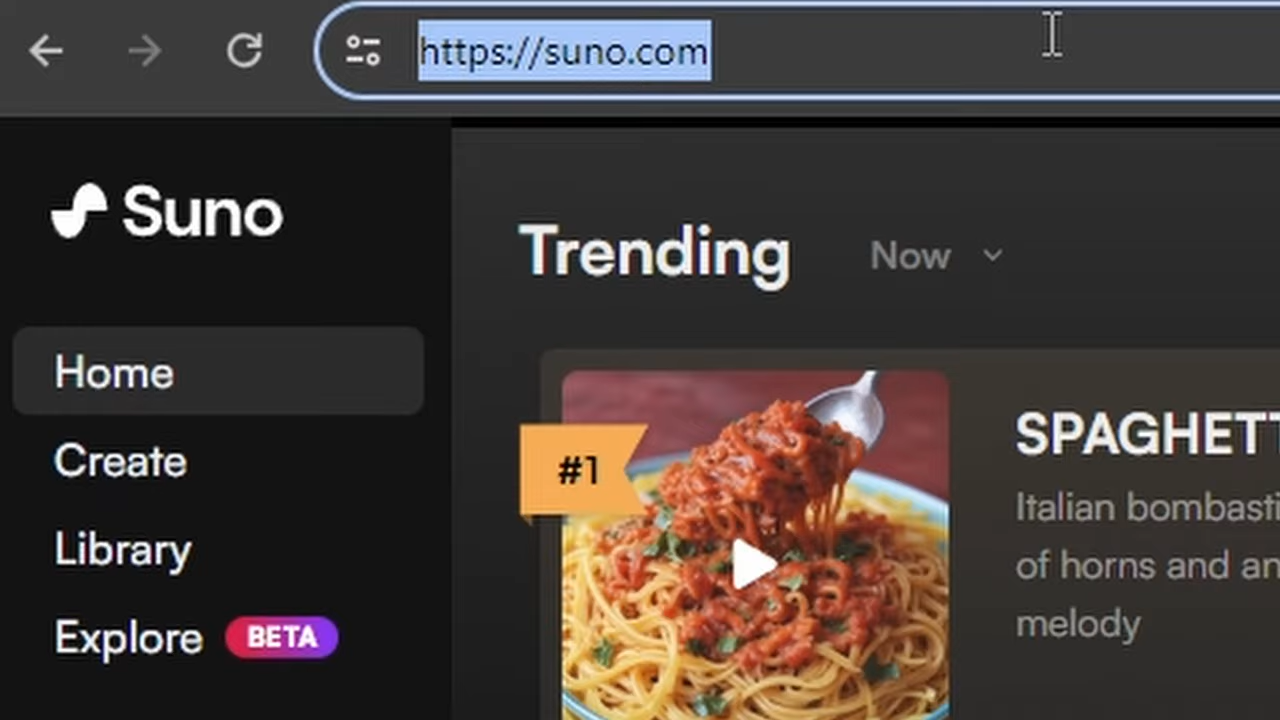 https://suno.com
Suno
Trending
Now
Home
Create
Library
Explore
BETA
#1
SPAGHETT
Italian bombasti
of horns and an
melody